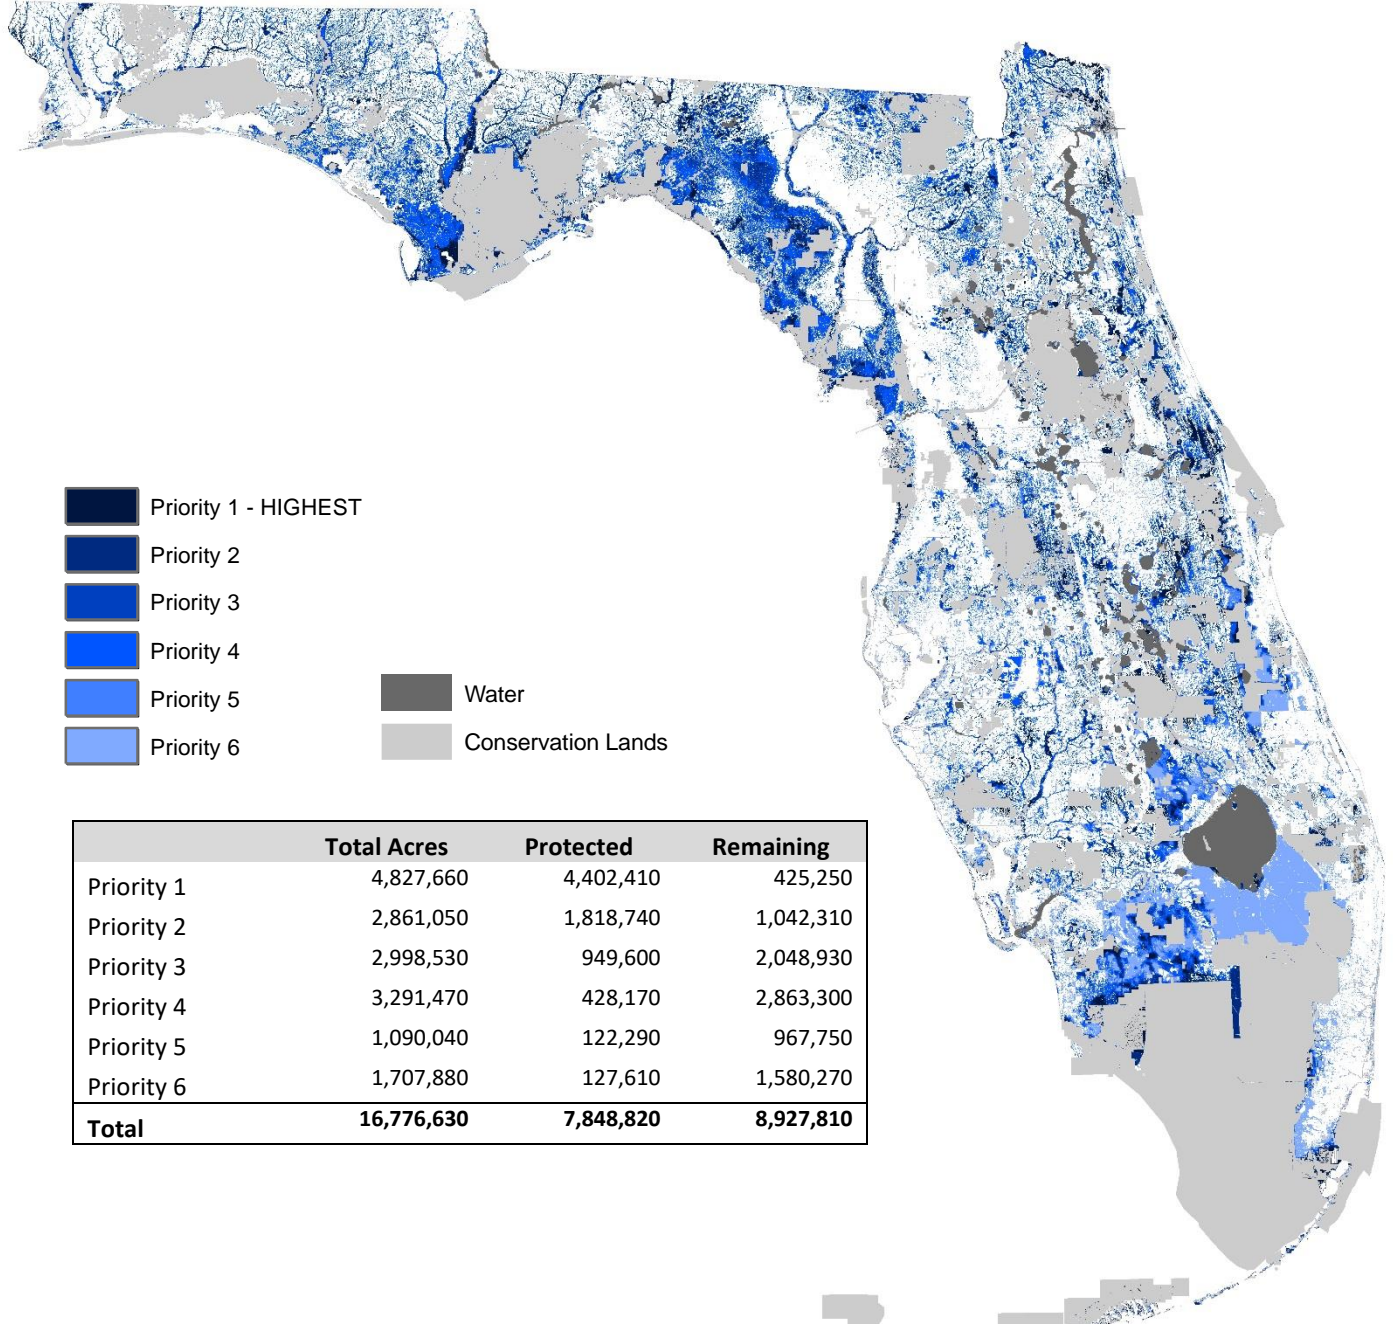 Priority 1 - HIGHEST
Priority 2
Priority 3
Priority 4
Priority 5
Priority 6
Water
Conservation Lands
Total Acres Protected Remaining
Priority 1 4,827,660 4,402,410 425,250
Priority 2 2,861,050 1,818,740 1,042,310
Priority 3 2,998,530 949,600 2,048,930
Priority 4 3,291,470 428,170 2,863,300
Priority 5 1,090,040 122,290 967,750
Priority 6 1,707,880 127,610 1,580,270
Total 16,776,630 7,848,820 8,927,810